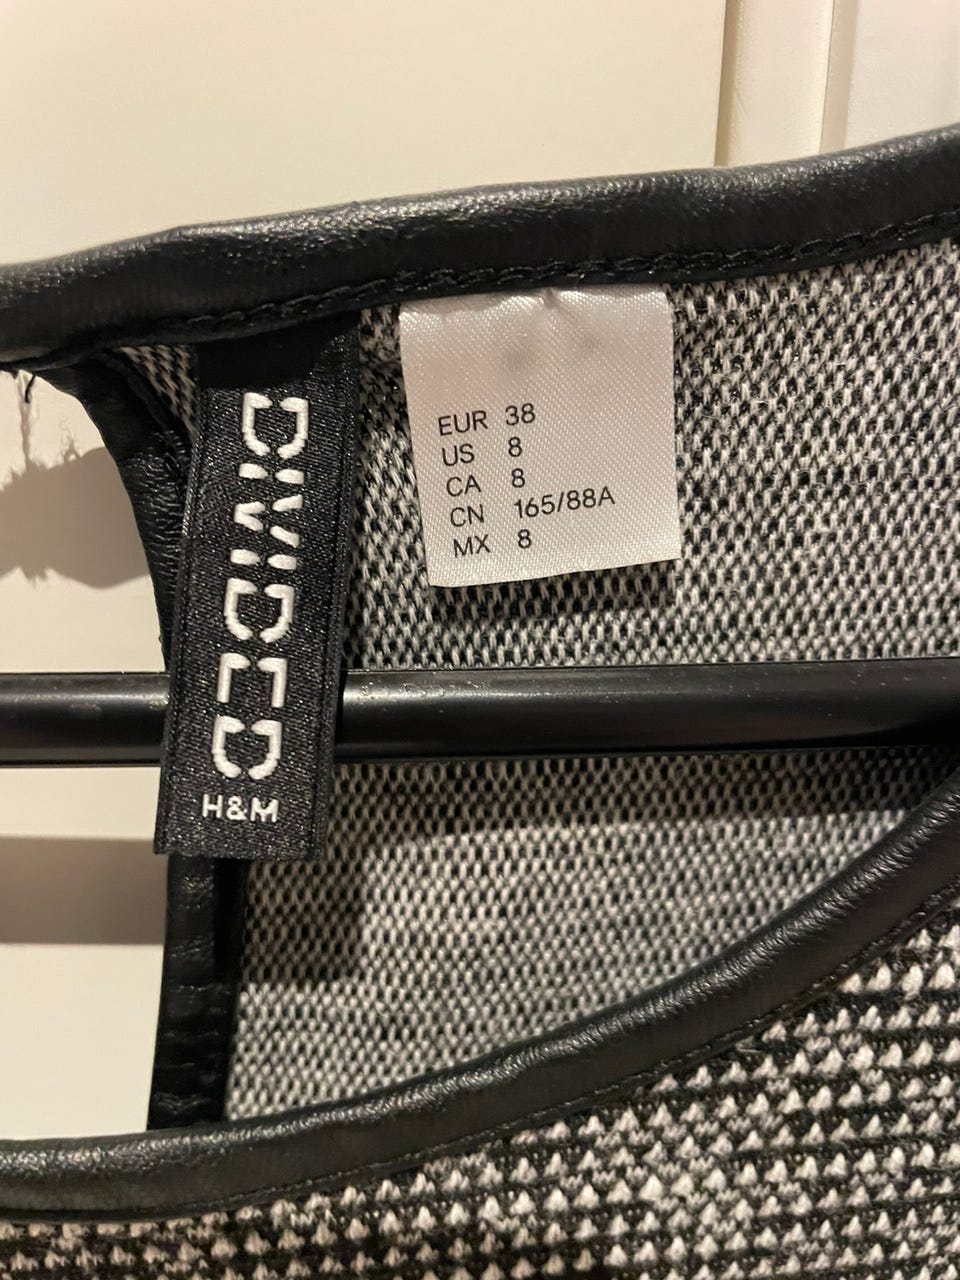 DIVIDED
H&M
EUR 38
US 8
CA 8
CN 165/88A
MX 8